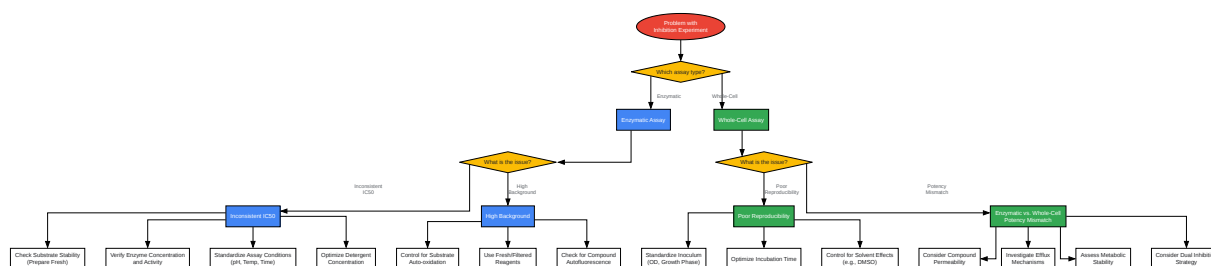 Problem with
Inhibition Experiment
Which assay type?
Enzymatic
Whole-Cell
Enzymatic Assay
Whole-Cell Assay
What is the issue?
What is the issue?
Inconsistent
IC50
High
Background
Poor
Reproducibility
Potency
Mismatch
Inconsistent IC50
High Background
Poor Reproducibility
Enzymatic vs. Whole-Cell
Potency Mismatch
Check Substrate Stability
(Prepare Fresh)
Verify Enzyme Concentration
and Activity
Standardize Assay Conditions
(pH, Temp, Time)
Optimize Detergent
Concentration
Control for Substrate
Auto-oxidation
Use Fresh/Filtered
Reagents
Check for Compound
Autofluorescence
Standardize Inoculum
(OD, Growth Phase)
Optimize Incubation Time
Control for Solvent Effects
(e.g., DMSO)
Consider Compound
Permeability
Investigate Efflux
Mechanisms
Assess Metabolic
Stability
Consider Dual Inhibit
Strategy